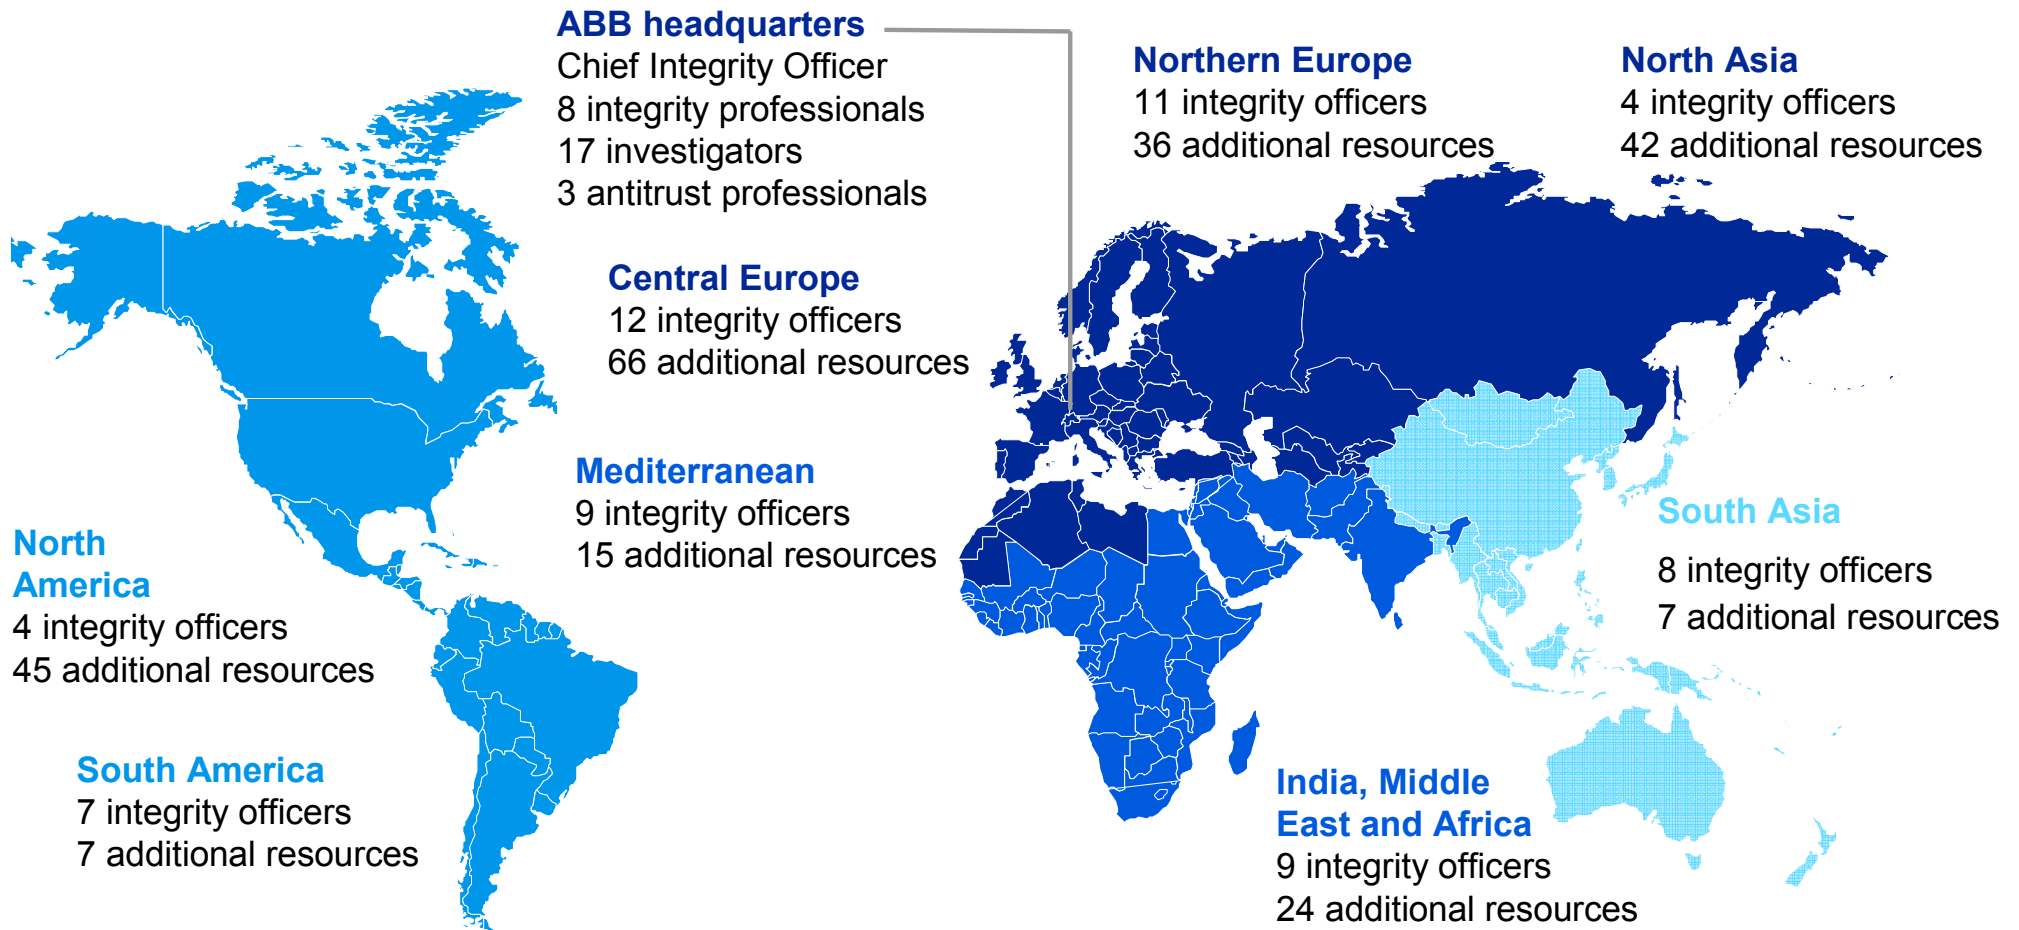 ABB headquarters
Chief Integrity Officer
8 integrity professionals
17 investigators
3 antitrust professionals
Northern Europe
11 integrity officers
36 additional resources
North Asia
4 integrity officers
42 additional resources
Central Europe
12 integrity officers
66 additional resources
Mediterranean
9 integrity officers
15 additional resources
South Asia
8 integrity officers
7 additional resources
North
America
4 integrity officers
45 additional resources
South America
7 integrity officers
7 additional resources
India, Middle
East and Africa
9 integrity officers
24 additional resources